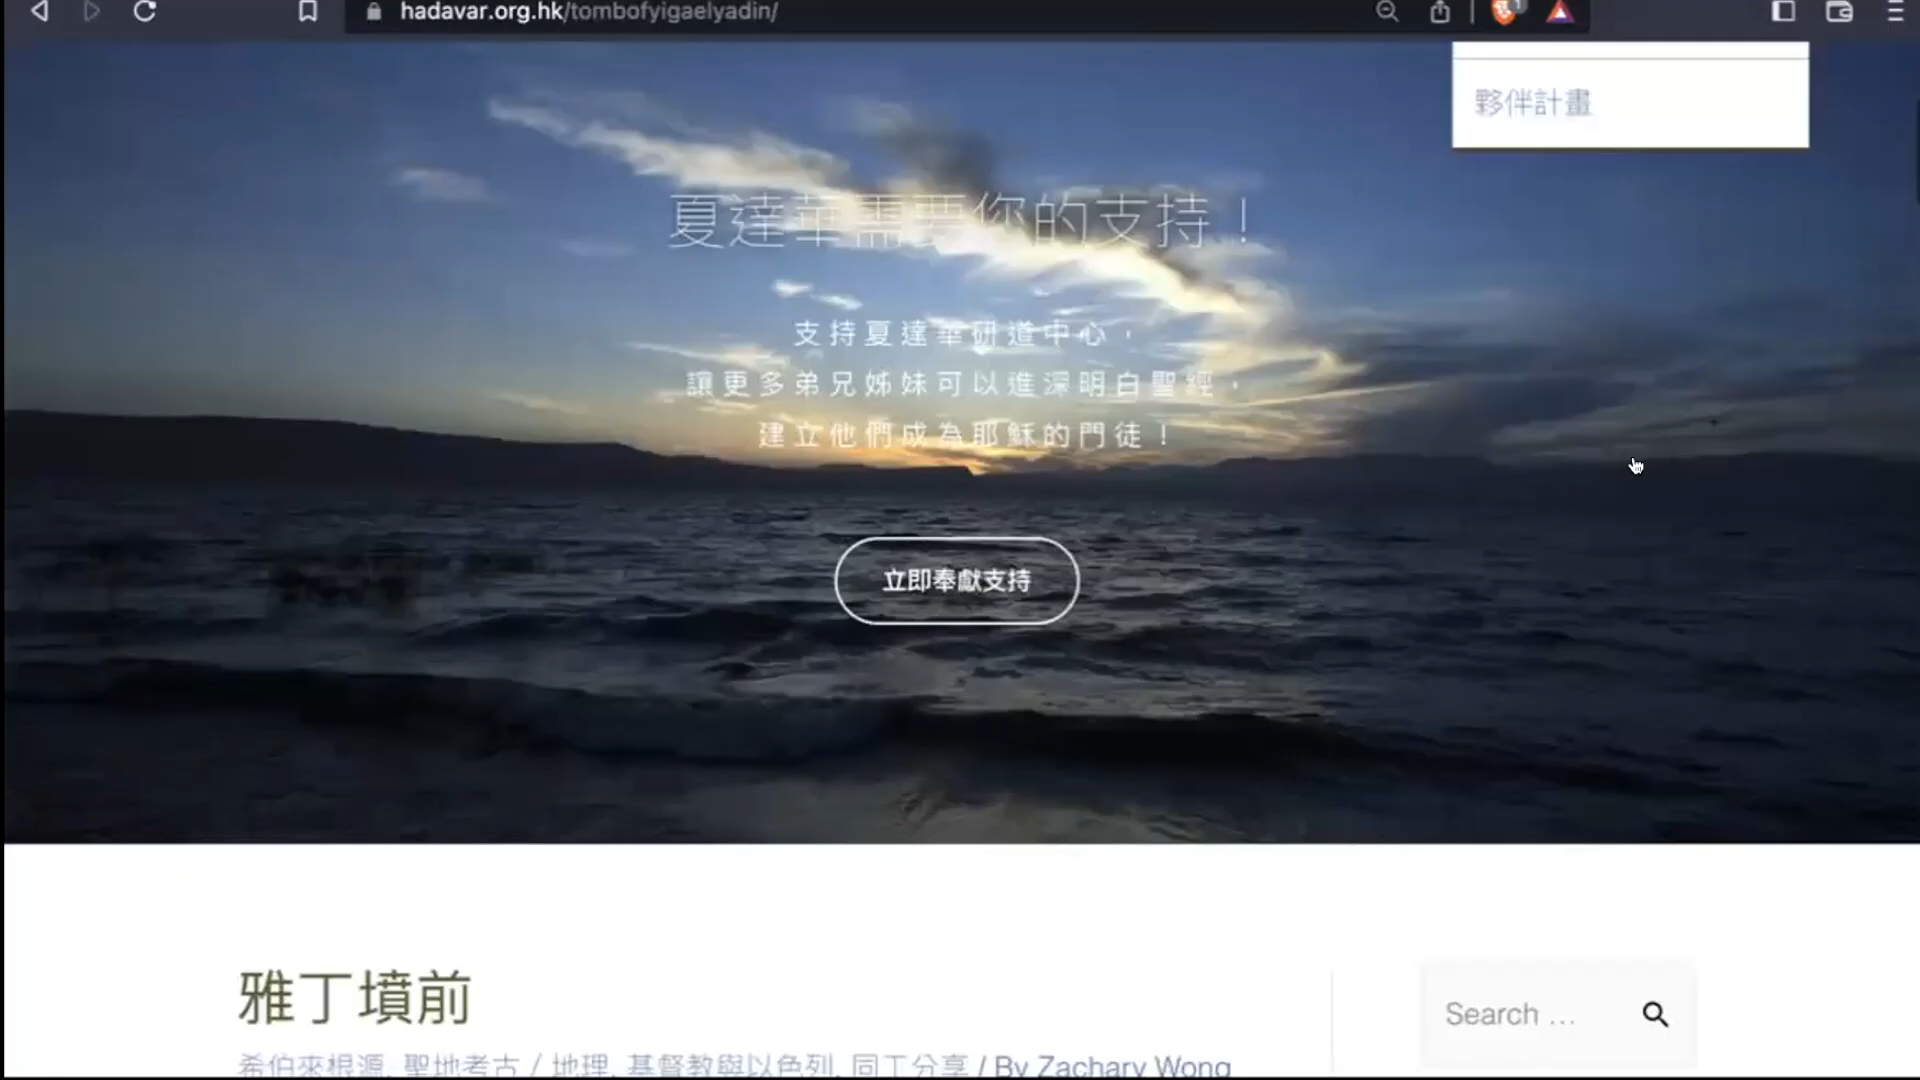 hadavar.org.hk/tombofyigaelyadin/
1
夥伴計畫
夏達華需要您的支持！
支持夏達華研道中心，
讓更多弟兄姊妹可以進深明白聖經，
建立他們成為耶穌的門徒！
立即奉獻支持
雅丁墳前
Search ...
希伯來根源, 聖地考古 / 地理, 基督教與以色列, 同工分享 / By Zachary Wong